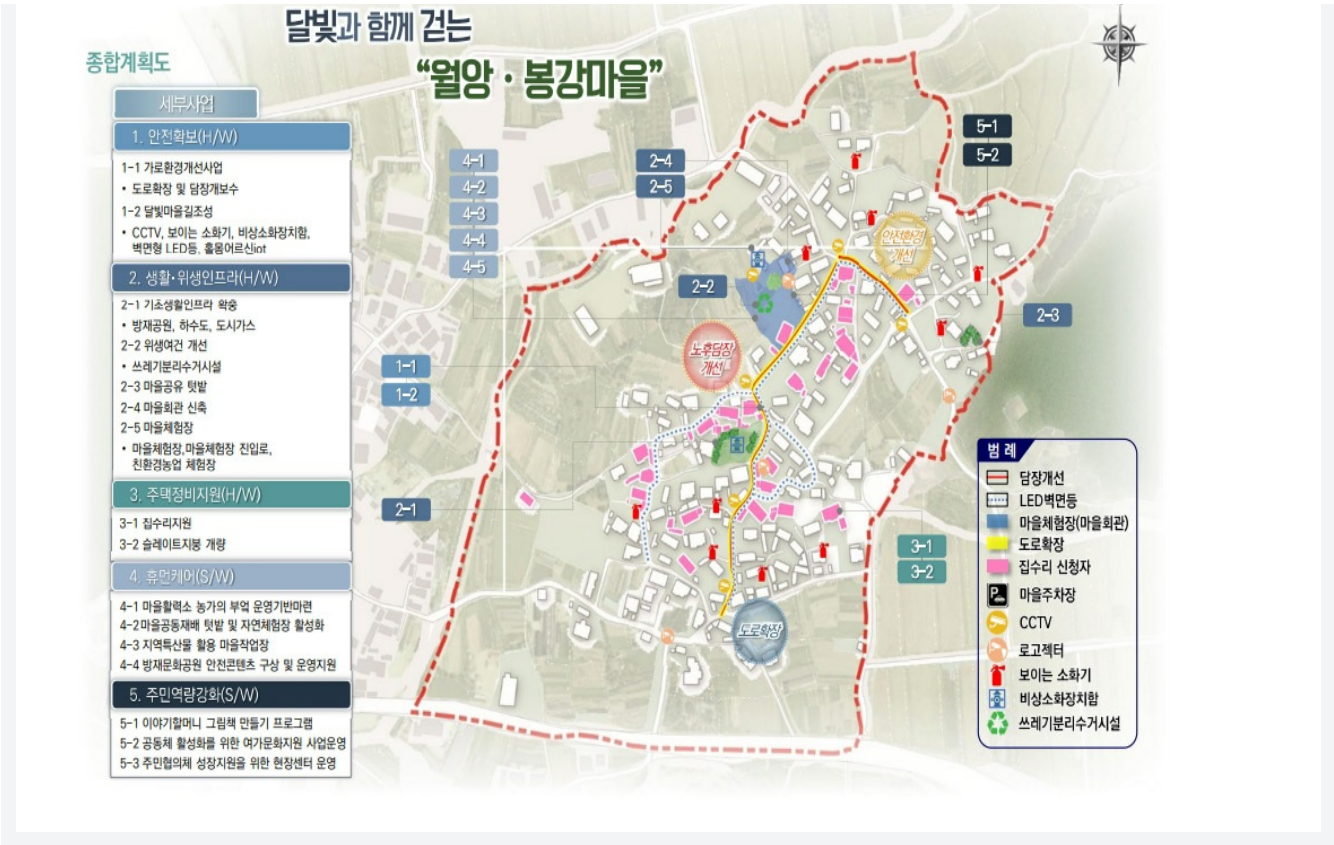 달빛과 함께 걷는
"월앙·봉강마을"
종합계획도
세부사업
1. 안전확보(H/W)
1-1 가로환경개선사업
• 도로확장 및 담장개보수
1-2 달빛마을길조성
• CCTV, 보이는 소화기, 비상소화장치함,
벽면형 LED등, 홀몸어르신iot
2. 생활•위생인프라(H/W)
2-1 기초생활인프라 확충
• 방재공원, 하수도, 도시가스
2-2 위생여건 개선
• 쓰레기분리수거시설
2-3 마을공유 텃밭
2-4 마을회관 신축
2-5 마을체험장
• 마을체험장,마을체험장 진입로,
친환경농업 체험장
3. 주택정비지원(H/W)
3-1 집수리지원
3-2 슬레이트지붕 개량
4. 휴먼케어(S/W)
4-1 마을활력소 농가의 부업 운영기반마련
4-2마을공동재배 텃밭 및 자연체험장 활성화
4-3 지역특산물 활용 마을작업장
4-4 방재문화공원 안전콘텐츠 구상 및 운영지원
5. 주민역량강화(S/W)
5-1 이야기할머니 그림책 만들기 프로그램
5-2 공동체 활성화를 위한 여가문화지원 사업운영
5-3 주민협의체 성장지원을 위한 현장센터 운영
4-1
4-2
4-3
4-4
4-5
2-4
2-5
5-1
5-2
안전환경
개선
2-2
2-3
노후담장
개선
1-1
1-2
2-1
3-1
3-2
도로확장
범 례
담장개선
LED벽면등
마을체험장(마을회관)
도로확장
집수리 신청자
P
마을주차장
CCTV
로고젝터
보이는 소화기
비상소화장치함
쓰레기분리수거시설